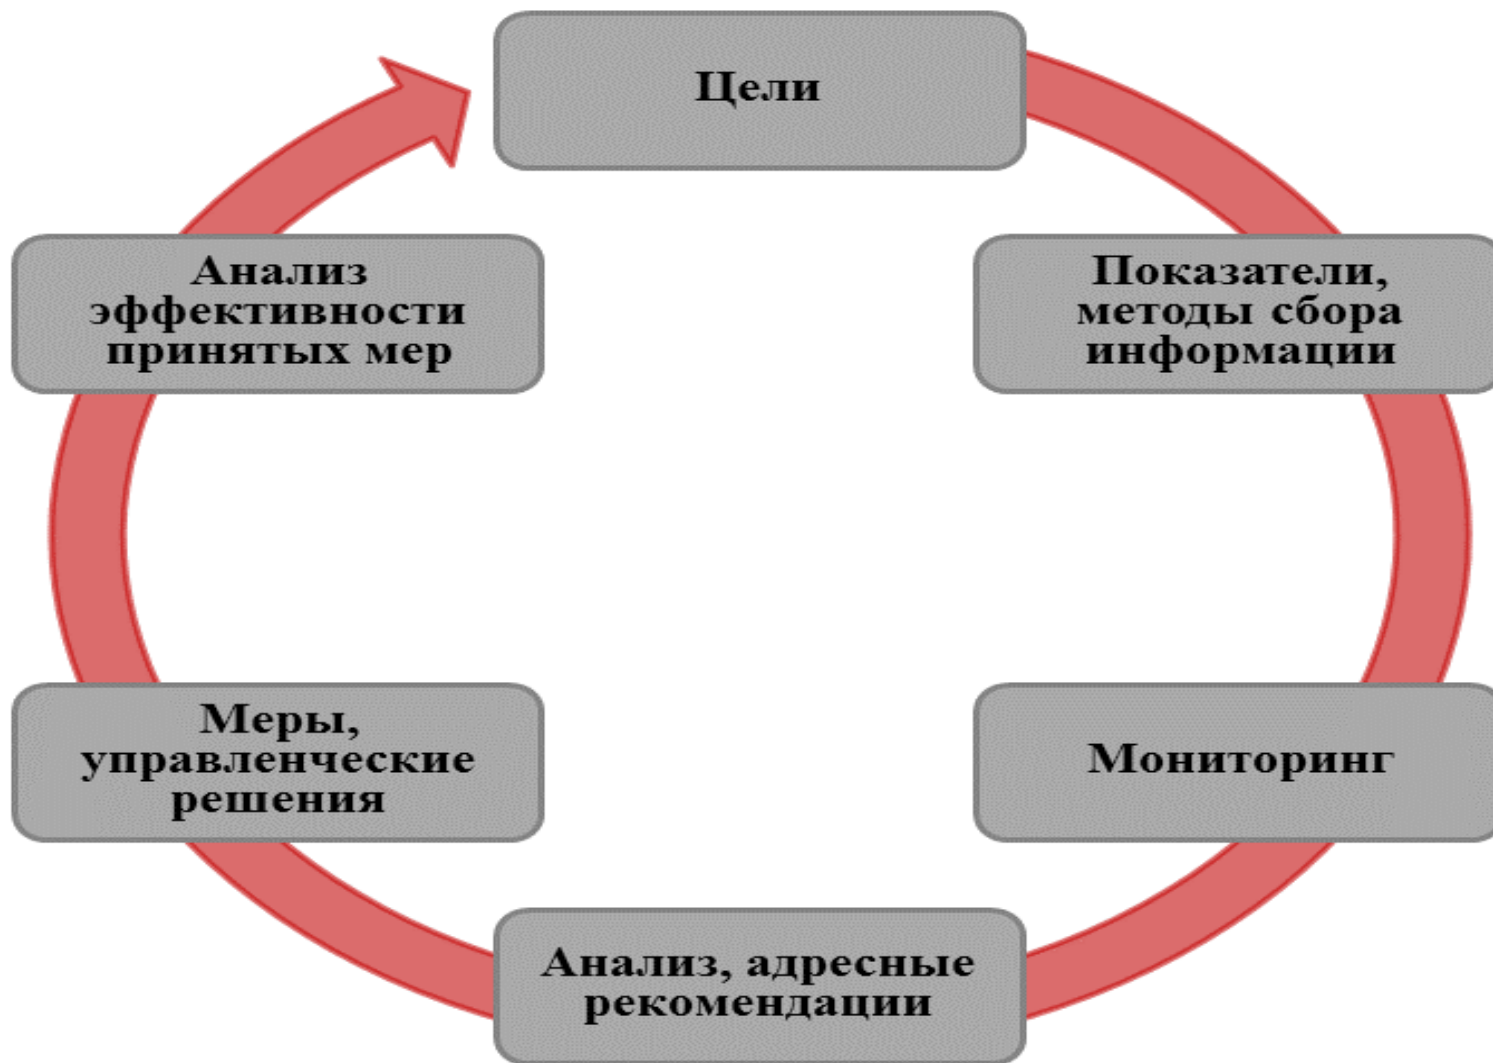 Цели
Показатели,
методы сбора
информации
Мониторинг
Анализ, адресные
рекомендации
Меры,
управленческие
решения
Анализ
эффективности
принятых мер